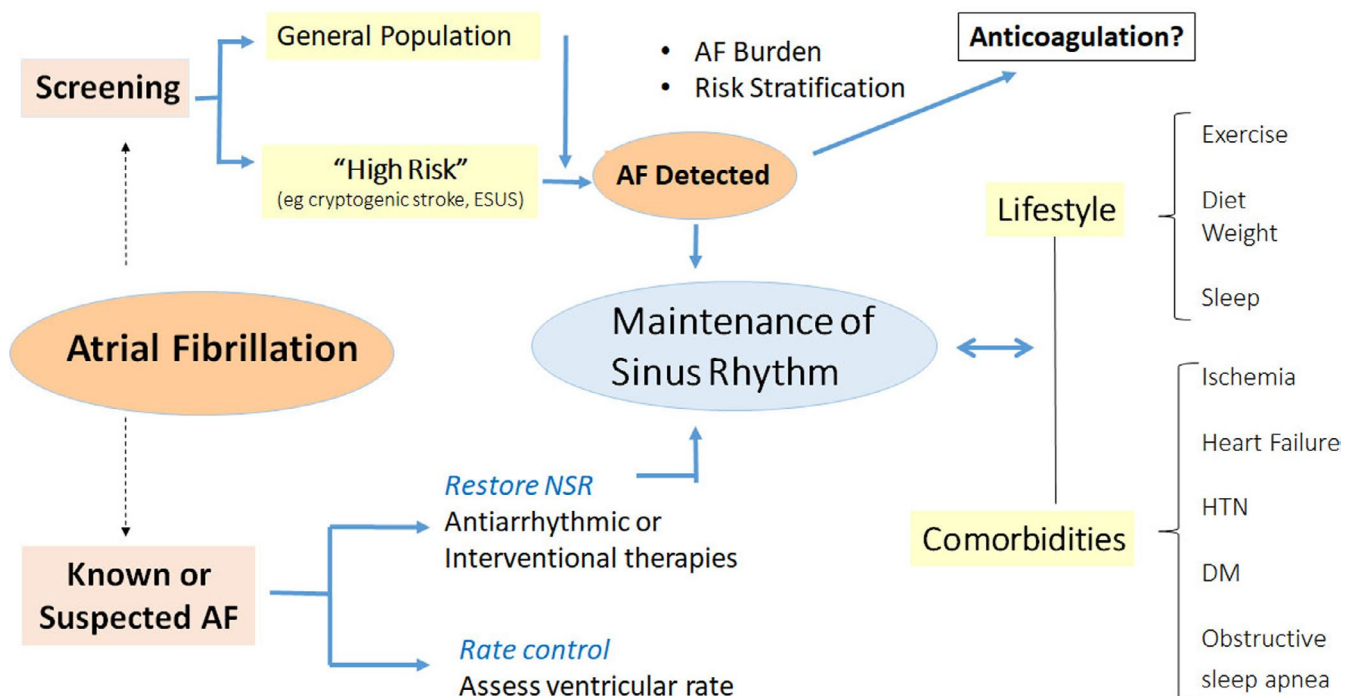 General Population
Screening
"High Risk"
(eg cryptogenic stroke, ESUS)
• AF Burden
• Risk Stratification
Anticoagulation?
AF Detected
Atrial Fibrillation
Maintenance of
Sinus Rhythm
Lifestyle
Exercise
Diet
Weight
Sleep
Comorbidities
Ischemia
Heart Failure
HTN
DM
Obstructive
sleep apnea
Known or
Suspected AF
Restore NSR
Antiarrhythmic or
Interventional therapies
Rate control
Assess ventricular rate